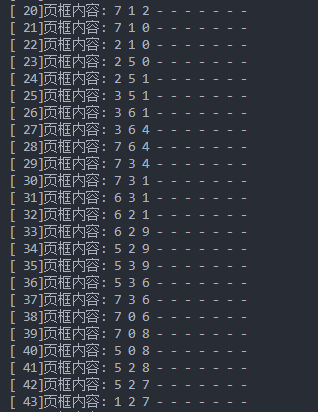 [ 20]页框内容: 7 1 2 - - - - - - -
[ 21]页框内容: 7 1 0 - - - - - - -
[ 22]页框内容: 2 1 0 - - - - - - -
[ 23]页框内容: 2 5 0 - - - - - - -
[ 24]页框内容: 2 5 1 - - - - - - -
[ 25]页框内容: 3 5 1 - - - - - - -
[ 26]页框内容: 3 6 1 - - - - - - -
[ 27]页框内容: 3 6 4 - - - - - - -
[ 28]页框内容: 7 6 4 - - - - - - -
[ 29]页框内容: 7 3 4 - - - - - - -
[ 30]页框内容: 7 3 1 - - - - - - -
[ 31]页框内容: 6 3 1 - - - - - - -
[ 32]页框内容: 6 2 1 - - - - - - -
[ 33]页框内容: 6 2 9 - - - - - - -
[ 34]页框内容: 5 2 9 - - - - - - -
[ 35]页框内容: 5 3 9 - - - - - - -
[ 36]页框内容: 5 3 6 - - - - - - -
[ 37]页框内容: 7 3 6 - - - - - - -
[ 38]页框内容: 7 0 6 - - - - - - -
[ 39]页框内容: 7 0 8 - - - - - - -
[ 40]页框内容: 5 0 8 - - - - - - -
[ 41]页框内容: 5 2 8 - - - - - - -
[ 42]页框内容: 5 2 7 - - - - - - -
[ 43]页框内容: 1 2 7 - - - - - - -